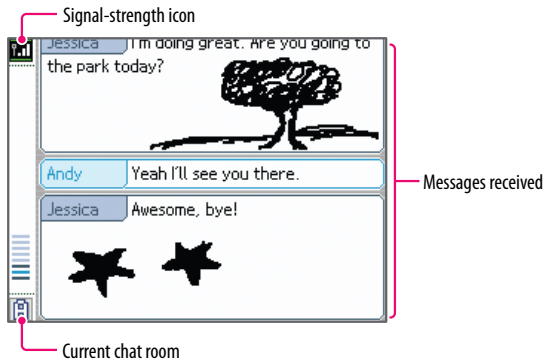 Signal-strength icon
Jessica I'm doing great. Are you going to
the park today?
Andy Yeah I'll see you there.
Messages received
Jessica Awesome, bye!
Current chat room